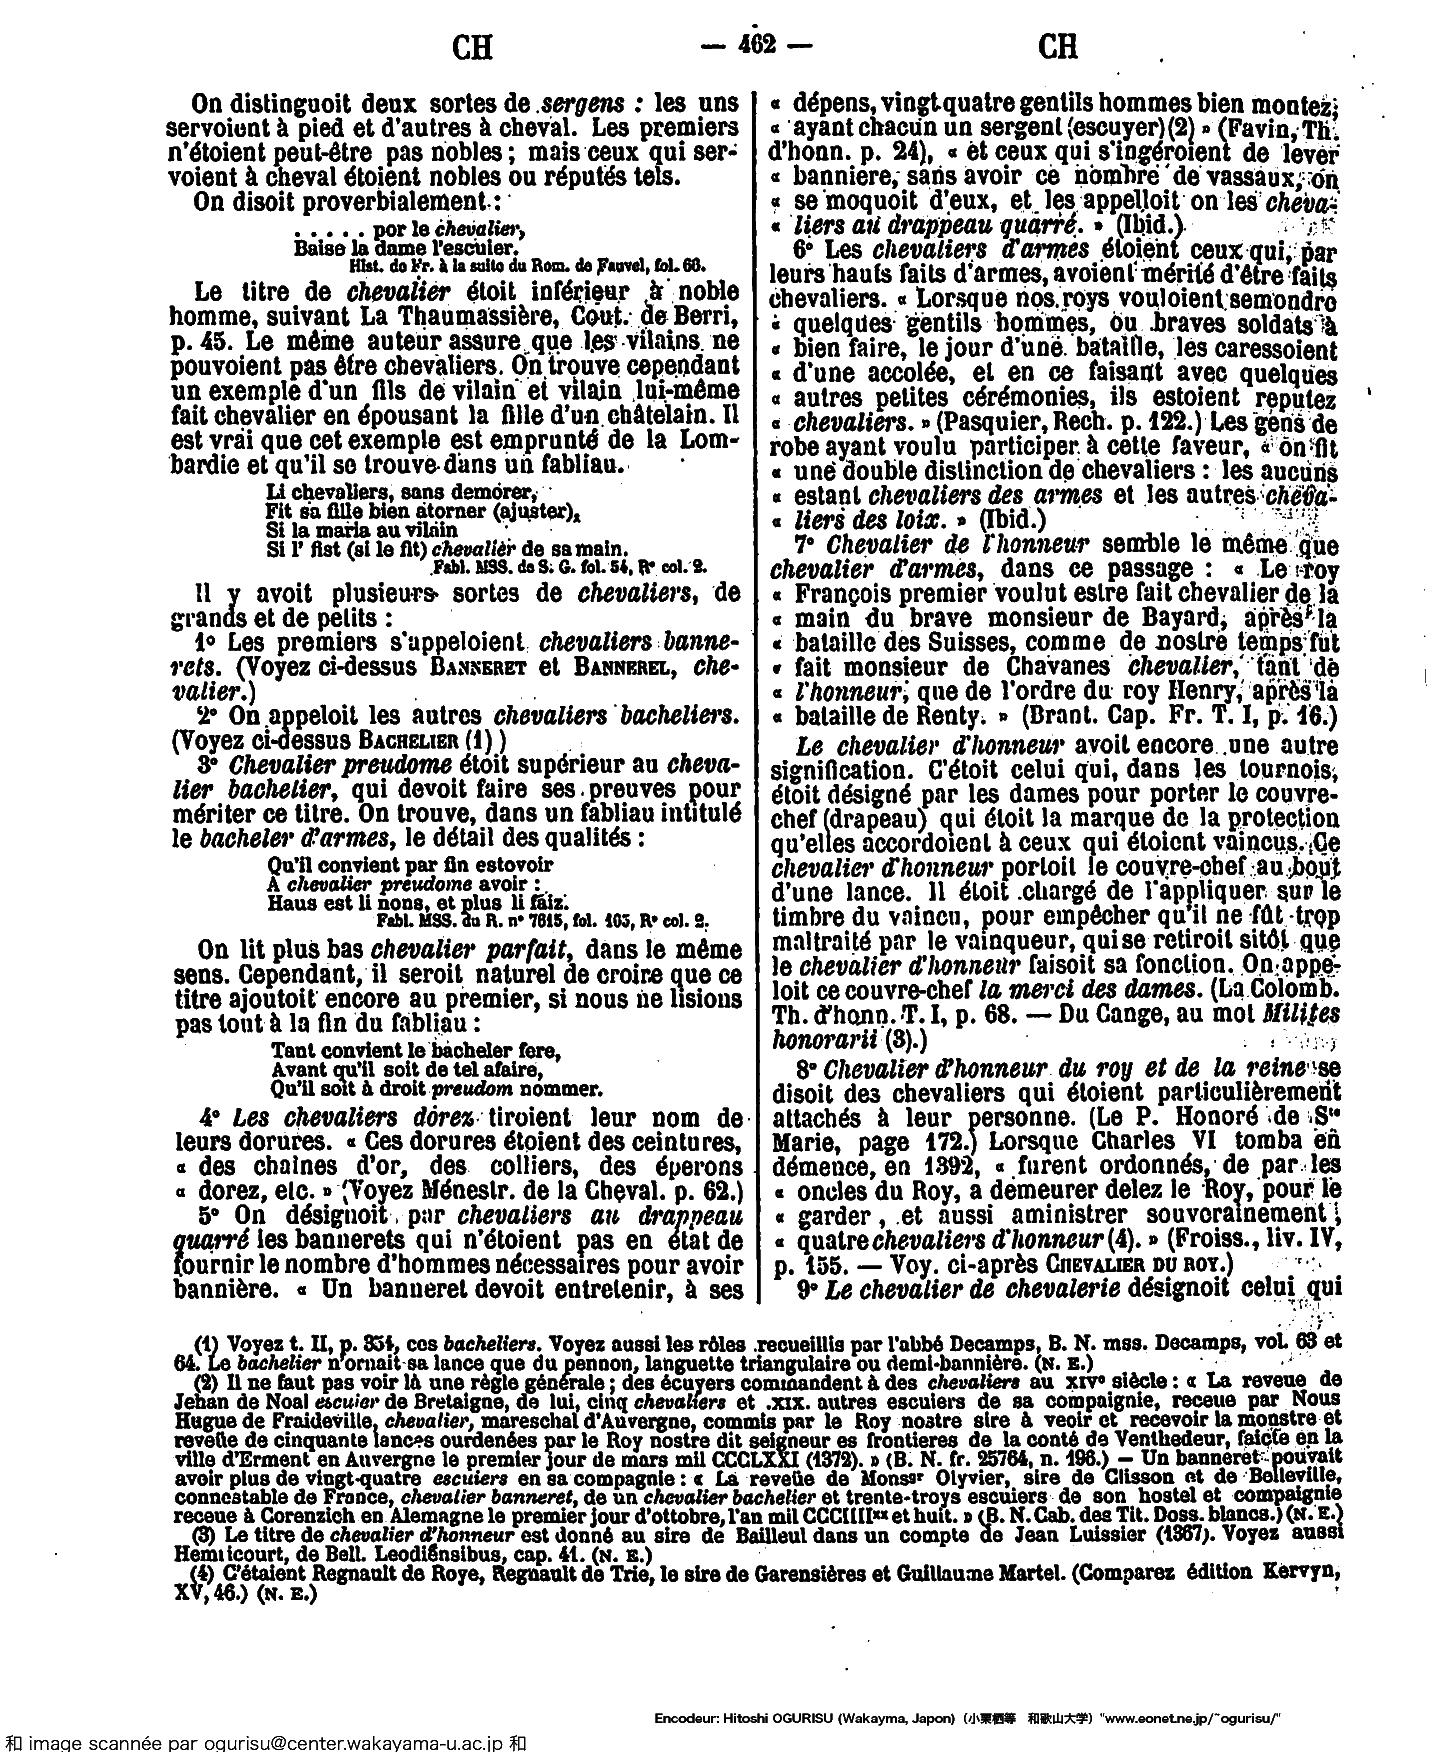 CH — 462 — CH
On distinguoit deux sortes de sergens : les uns
servoient à pied et d'autres à cheval. Les premiers
n'étoient peut-être pas nobles ; mais ceux qui ser-
voient à cheval étoient nobles ou réputés tels.
On disoit proverbialement :
. . . . . por le chevalier,
Baise la dame l'escuier.
Hist. de Fr. à la suite du Rom. de Fauvel, fol. 60.
Le titre de chevalier étoit inférieur à noble
homme, suivant La Thaumassière, Cout. de Berri,
p. 45. Le même auteur assure que les vilains ne
pouvoient pas être chevaliers. On trouve cependant
un exemple d'un fils de vilain et vilain lui-même
fait chevalier en épousant la fille d'un châtelain. Il
est vrai que cet exemple est emprunté de la Lom-
bardie et qu'il se trouve dans un fabliau.
Li chevaliers, sans demorer,
Fit sa fille bien atorner (ajuster),
Si la maria au vilain
Si l' fist (si le fit) chevalier de sa main.
Fabl. MSS. de S. G. fol. 54, R° col. 2.
Il y avoit plusieurs sortes de chevaliers, de
grands et de petits :
1° Les premiers s'appeloient chevaliers banne-
rets. (Voyez ci-dessus BANNERET et BANNEREL, che-
valier.)
2° On appeloit les autres chevaliers bacheliers.
(Voyez ci-dessus BACHELIER (1) )
3° Chevalier preudome étoit supérieur au cheva-
lier bachelier, qui devoit faire ses preuves pour
mériter ce titre. On trouve, dans un fabliau intitulé
le bacheler d'armes, le détail des qualités :
Qu'il convient par fin estovoir
A chevalier preudome avoir :
Haus est li nons, et plus li faiz.
Fabl. MSS. du R. n° 7615, fol. 103, R° col. 2.
On lit plus bas chevalier parfait, dans le même
sens. Cependant, il seroit naturel de croire que ce
titre ajoutoit encore au premier, si nous ne lisions
pas tout à la fin du fabliau :
Tant convient le bacheler fere,
Avant qu'il soit de tel afaire,
Qu'il soit à droit preudom nommer.
4° Les chevaliers dorez tiroient leur nom de
leurs dorures. « Ces dorures étoient des ceintures,
« des chaînes d'or, des colliers, des éperons
« dorez, etc. » (Voyez Ménestr. de la Cheval. p. 62.)
5° On désignoit par chevaliers au drappeau
quarré les bannerets qui n'étoient pas en état de
fournir le nombre d'hommes nécessaires pour avoir
bannière. « Un banneret devoit entretenir, à ses
« dépens, vingt quatre gentils hommes bien montez,
« ayant chacun un sergent (escuyer) (2) » (Favin, Th.
d'honn. p. 24), « et ceux qui s'ingéroient de lever
« banniere, sans avoir ce nombre de vassaux, on
« se moquoit d'eux, et les appelloit on les cheva-
« liers au drappeau quarré. » (Ibid.)
6° Les chevaliers d'armes étoient ceux qui, par
leurs hauts faits d'armes, avoient mérité d'être faits
chevaliers. « Lorsque nos roys vouloient semondre
« quelques gentils hommes, ou braves soldats à
« bien faire, le jour d'une bataille, les caressoient
« d'une accolée, et en ce faisant avec quelques
« autres petites cérémonies, ils estoient reputez
« chevaliers. » (Pasquier, Rech. p. 122.) Les gens de
robe ayant voulu participer à cette faveur, « on fit
« une double distinction de chevaliers : les aucuns
« estant chevaliers des armes et les autres cheva-
« liers des loix. » (Ibid.)
7° Chevalier de l'honneur semble le même que
chevalier d'armes, dans ce passage : « Le roy
« François premier voulut estre fait chevalier de la
« main du brave monsieur de Bayard, après la
« bataille des Suisses, comme de nostre temps fut
« fait monsieur de Chavanes chevalier, tant de
« l'honneur, que de l'ordre du roy Henry, après la
« bataille de Renty. » (Brant. Cap. Fr. T. I, p. 16.)
Le chevalier d'honneur avoit encore une autre
signification. C'étoit celui qui, dans les tournois,
étoit désigné par les dames pour porter le couvre-
chef (drapeau) qui étoit la marque de la protection
qu'elles accordoient à ceux qui étoient vaincus. Ce
chevalier d'honneur portoit le couvre-chef au bout
d'une lance. Il étoit chargé de l'appliquer sur le
timbre du vaincu, pour empêcher qu'il ne fût trop
maltraité par le vainqueur, qui se retiroit sitôt que
le chevalier d'honneur faisoit sa fonction. On appe-
loit ce couvre-chef la merci des dames. (La Colomb.
Th. d'honn. T. I, p. 68. — Du Cange, au mot Milites
honorarii (3).)
8° Chevalier d'honneur du roy et de la reine se
disoit des chevaliers qui étoient particulièrement
attachés à leur personne. (Le P. Honoré de Ste
Marie, page 172.) Lorsque Charles VI tomba en
démence, en 1392, « furent ordonnés, de par les
« oncles du Roy, a demeurer delez le Roy, pour le
« garder, et aussi aministrer souverainement,
« quatre chevaliers d'honneur (4). » (Froiss., liv. IV,
p. 155. — Voy. ci-après CHEVALIER DU ROY.)
9° Le chevalier de chevalerie désignoit celui qui
(1) Voyez t. II, p. 354, ces bacheliers. Voyez aussi les rôles recueillis par l'abbé Decamps, B. N. mss. Decamps, vol. 63 et
64. Le bachelier n'ornait sa lance que du pennon, languette triangulaire ou demi-bannière. (N. E.)
(2) Il ne faut pas voir là une règle générale ; des écuyers commandent à des chevaliers au XIVe siècle : « La reveue de
Jehan de Noal escuier de Bretaigne, de lui, cinq chevaliers et .XIX. autres escuiers de sa compaignie, receue par Nous
Hugue de Fraideville, chevalier, mareschal d'Auvergne, commis par le Roy nostre sire à veoir et recevoir la monstre et
reveüe de cinquante lances ourdenées par le Roy nostre dit seigneur es frontieres de la conté de Venthedeur, faicte en la
ville d'Erment en Auvergne le premier jour de mars mil CCCLXXI (1372). » (B. N. fr. 25764, n. 196.) — Un banneret pouvait
avoir plus de vingt-quatre escuiers en sa compagnie : « La reveüe de Monssr Olyvier, sire de Clisson et de Belleville,
connestable de France, chevalier banneret, de un chevalier bachelier et trente-troys escuiers de son hostel et compaignie
receue à Corenzich en Alemagne le premier jour d'ottobre, l'an mil CCCIIIIxx et huit. » (B. N. Cab. des Tit. Doss. blancs.) (N. E.)
(3) Le titre de chevalier d'honneur est donné au sire de Bailleul dans un compte de Jean Luissier (1367). Voyez aussi
Hemricourt, de Bell. Leodiensibus, cap. 41. (N. E.)
(4) C'étaient Regnault de Roye, Regnault de Trie, le sire de Garensières et Guillaume Martel. (Comparez édition Kervyn,
XV, 46.) (N. E.)
Encodeur: Hitoshi OGURISU (Wakayma, Japon) (小栗栖等 和歌山大学) "www.eonet.ne.jp/~ogurisu/"
和 image scannée par ogurisu@center.wakayama-u.ac.jp 和